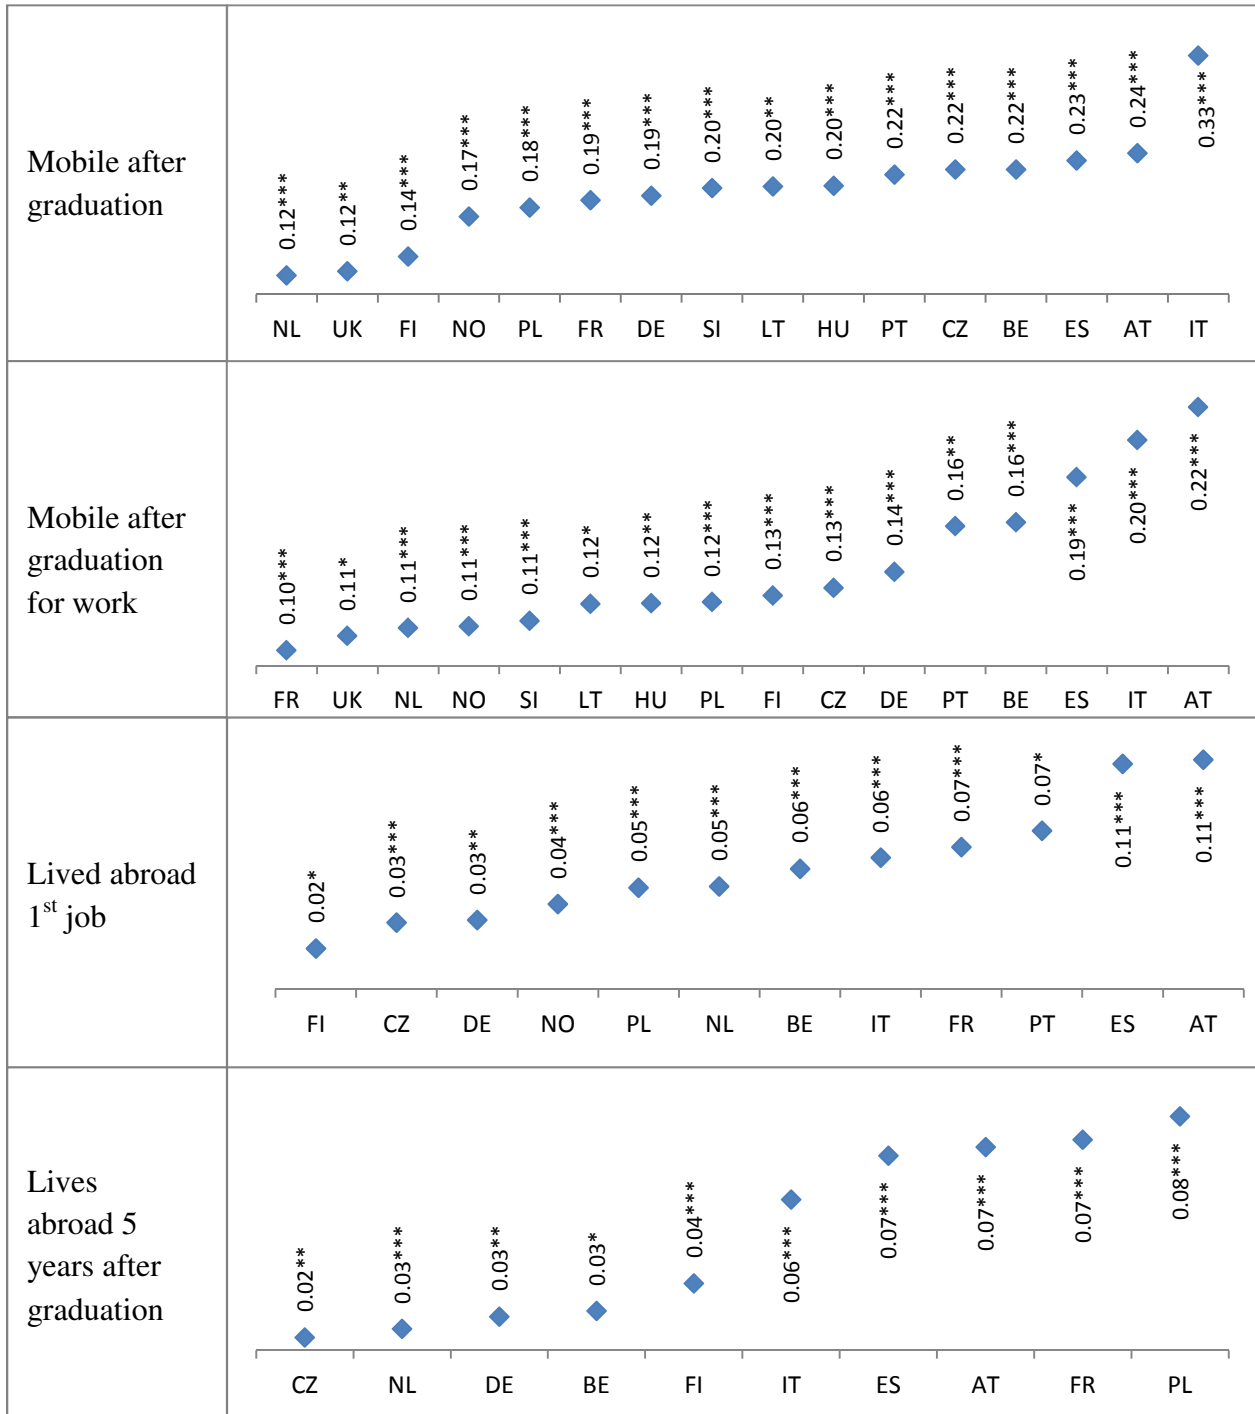 Mobile after
graduation
0.12*** 0.12** 0.14*** 0.17*** 0.18*** 0.19*** 0.19*** 0.20*** 0.20** 0.20*** 0.22*** 0.22*** 0.22*** 0.23*** 0.24*** 0.33***
NL UK FI NO PL FR DE SI LT HU PT CZ BE ES AT IT
Mobile after
graduation
for work
0.10*** 0.11* 0.11*** 0.11*** 0.11*** 0.12* 0.12** 0.12*** 0.13*** 0.13*** 0.14*** 0.16** 0.16*** 0.19*** 0.20*** 0.22***
FR UK NL NO SI LT HU PL FI CZ DE PT BE ES IT AT
Lived abroad
1st job
0.02* 0.03*** 0.03** 0.04*** 0.05*** 0.05*** 0.06*** 0.06*** 0.07*** 0.07* 0.11*** 0.11***
FI CZ DE NO PL NL BE IT FR PT ES AT
Lives
abroad 5
years after
graduation
0.02** 0.03*** 0.03** 0.03* 0.04*** 0.06*** 0.07*** 0.07*** 0.07*** 0.08***
CZ NL DE BE FI IT ES AT FR PL